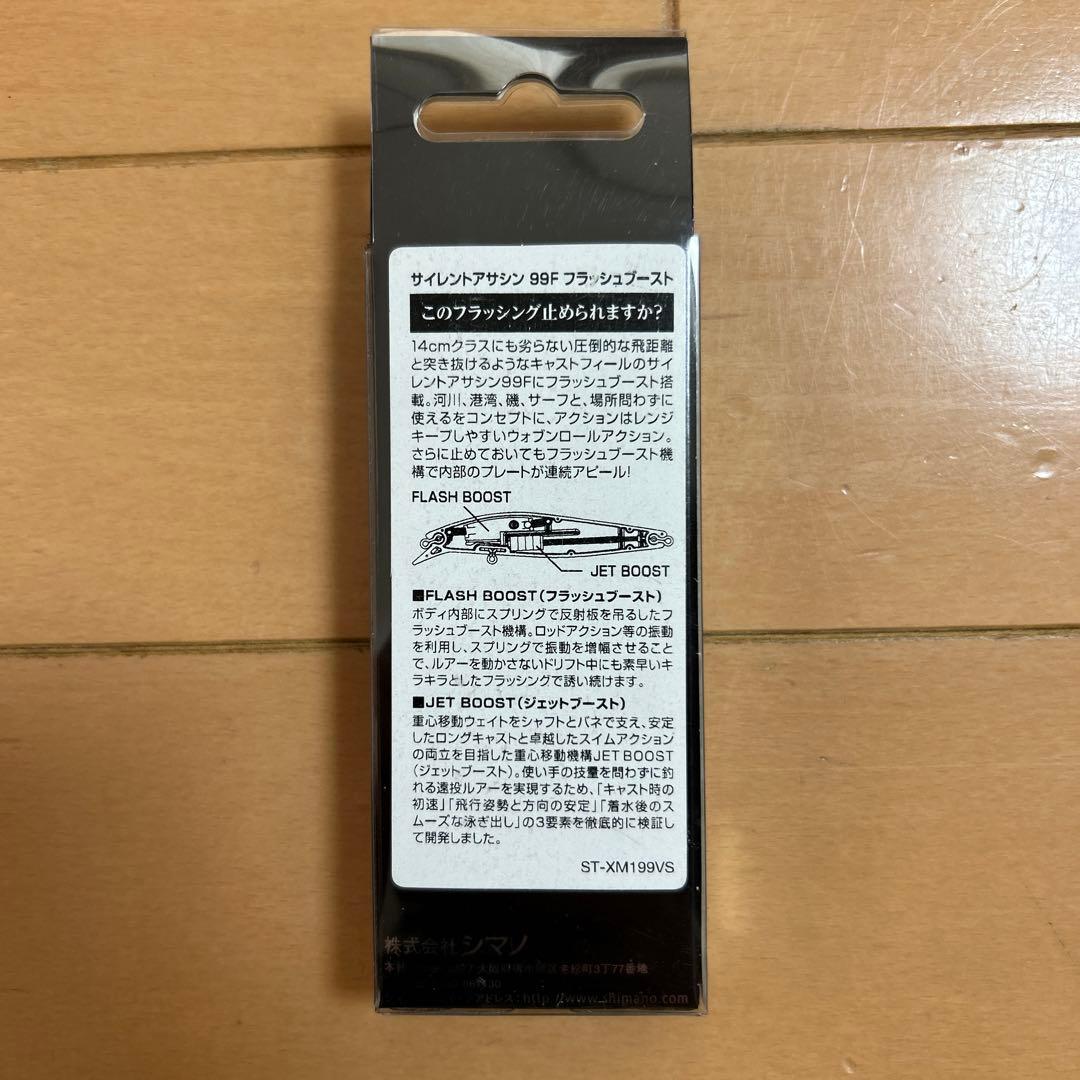 サイレントアサシン 99F フラッシュブースト
このフラッシング止められますか?
14cmクラスにも劣らない圧倒的な飛距離
と突き抜けるようなキャストフィールのサイ
レントアサシン99Fにフラッシュブースト搭
載。河川、港湾、磯、サーフと、場所問わずに
使えるをコンセプトに、アクションはレンジ
キープしやすいウォブンロールアクション。
さらに止めておいてもフラッシュブースト機
構で内部のプレートが連続アピール!
FLASH BOOST
JET BOOST
■FLASH BOOST(フラッシュブースト)
ボディ内部にスプリングで反射板を吊るしたフ
ラッシュブースト機構。ロッドアクション等の振動
を利用し、スプリングで振動を増幅させること
で、ルアーを動かさないドリフト中にも素早いキ
ラキラとしたフラッシングで誘い続けます。
■JET BOOST(ジェットブースト)
重心移動ウェイトをシャフトとバネで支え、安定
したロングキャストと卓越したスイムアクション
の両立を目指した重心移動機構JET BOOST
(ジェットブースト)。使い手の技量を問わずに釣
れる遠投ルアーを実現するため、「キャスト時の
初速」「飛行姿勢と方向の安定」「着水後のス
ムーズな泳ぎ出し」の3要素を徹底的に検証し
て開発しました。
ST-XM199VS
株式会社シマノ
老松町3丁77番地
アドレス:http://www.shimano.com